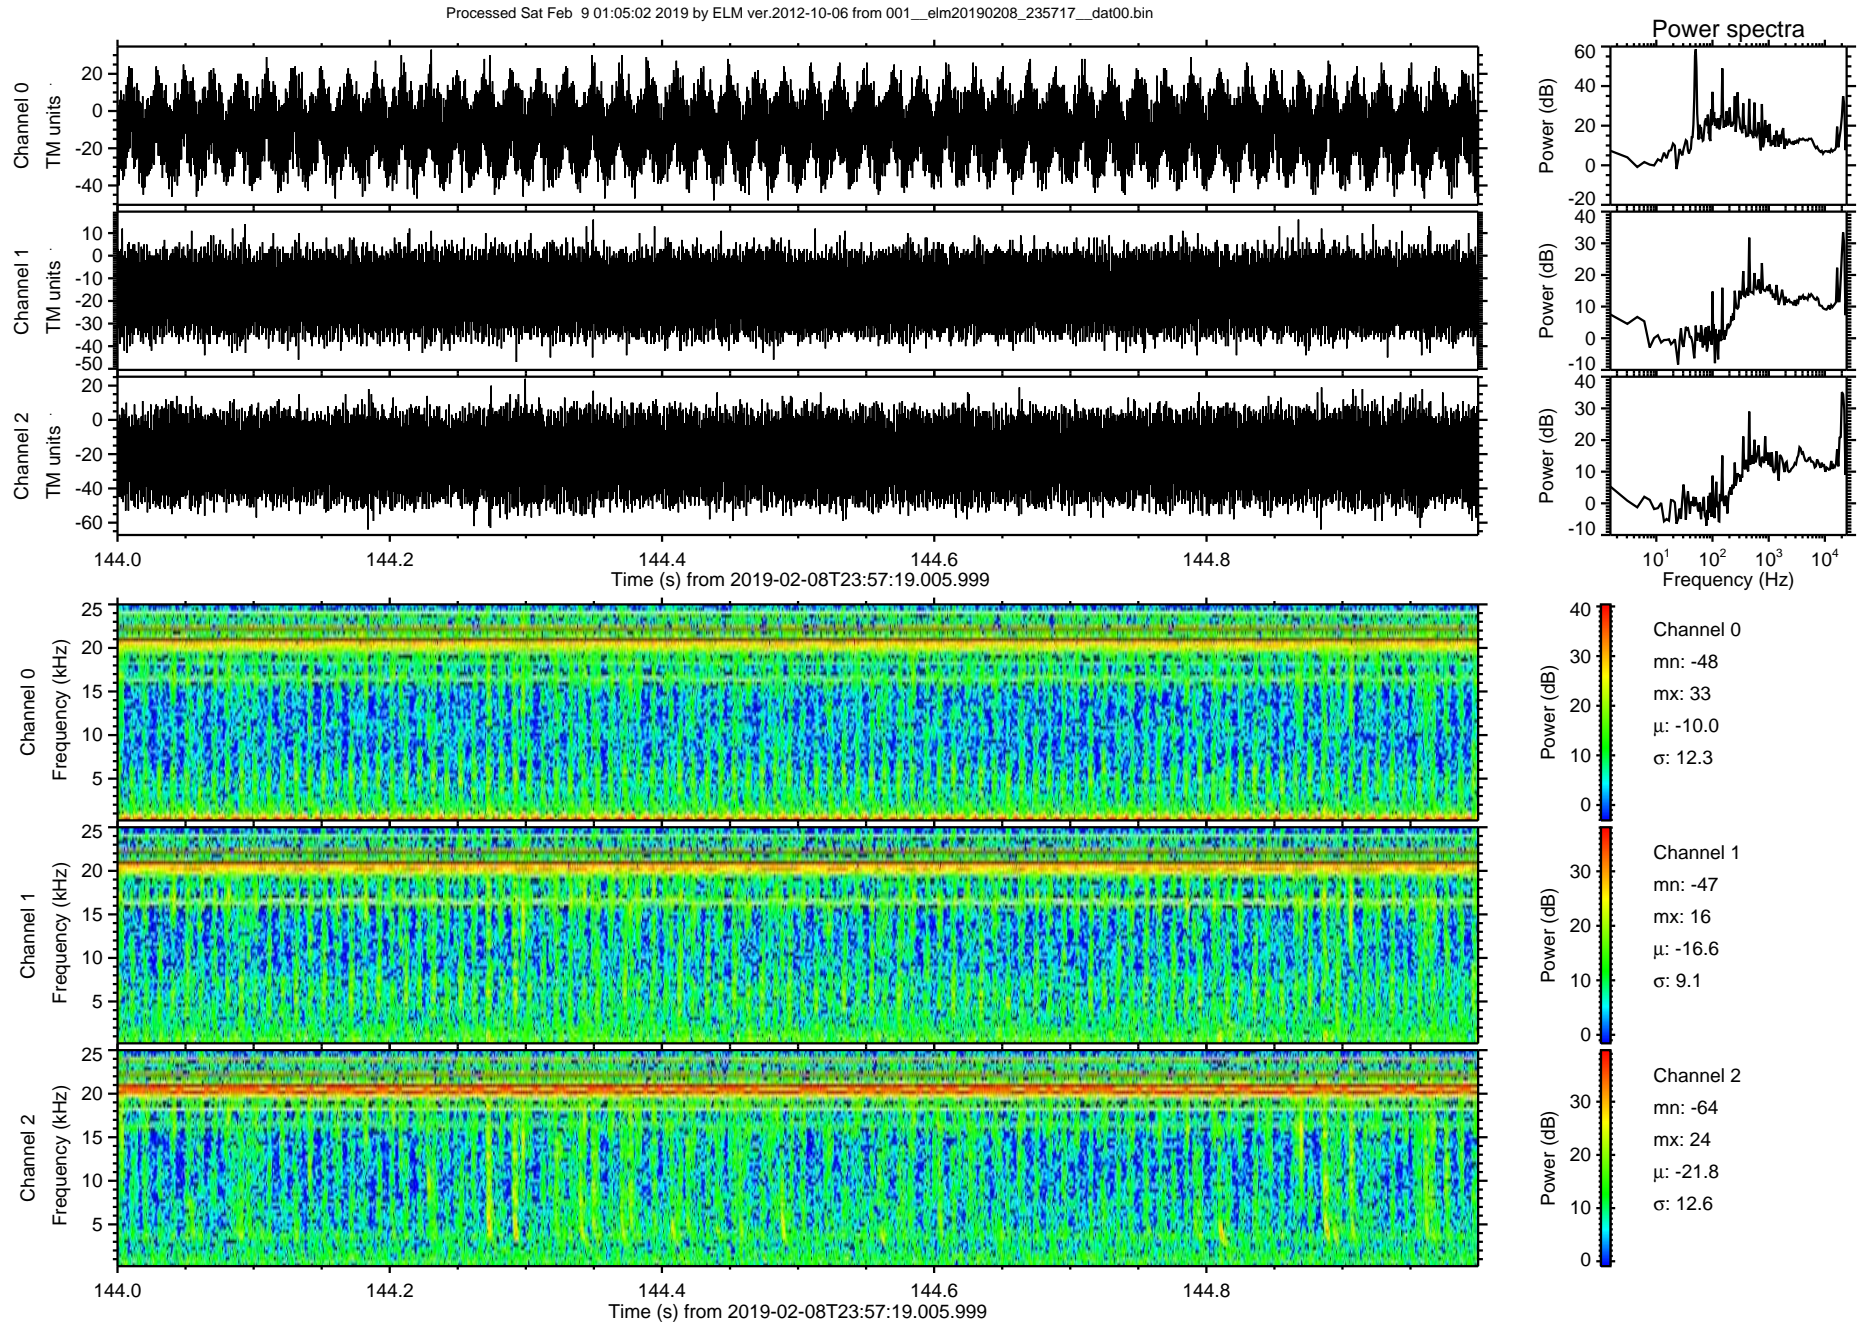 Processed Sat Feb 9 01:05:02 2019 by ELM ver.2012-10-06 from 001__elm20190208_235717__dat00.bin
Power spectra
Channel 0
TM units
20
0
-20
-40
Power (dB)
60
40
20
0
-20
Channel 1
TM units
10
0
-10
-20
-30
-40
-50
Power (dB)
40
30
20
10
0
-10
Channel 2
TM units
20
0
-20
-40
-60
Power (dB)
40
30
20
10
0
-10
144.0 144.2 144.4 144.6 144.8
Time (s) from 2019-02-08T23:57:19.005.999
10^1 10^2 10^3 10^4
Frequency (Hz)
Channel 0
Frequency (kHz)
25
20
15
10
5
Power (dB)
40
30
20
10
0
Channel 0
mn: -48
mx: 33
μ: -10.0
σ: 12.3
Channel 1
Frequency (kHz)
25
20
15
10
5
Power (dB)
30
20
10
0
Channel 1
mn: -47
mx: 16
μ: -16.6
σ: 9.1
Channel 2
Frequency (kHz)
25
20
15
10
5
Power (dB)
30
20
10
0
Channel 2
mn: -64
mx: 24
μ: -21.8
σ: 12.6
144.0 144.2 144.4 144.6 144.8
Time (s) from 2019-02-08T23:57:19.005.999